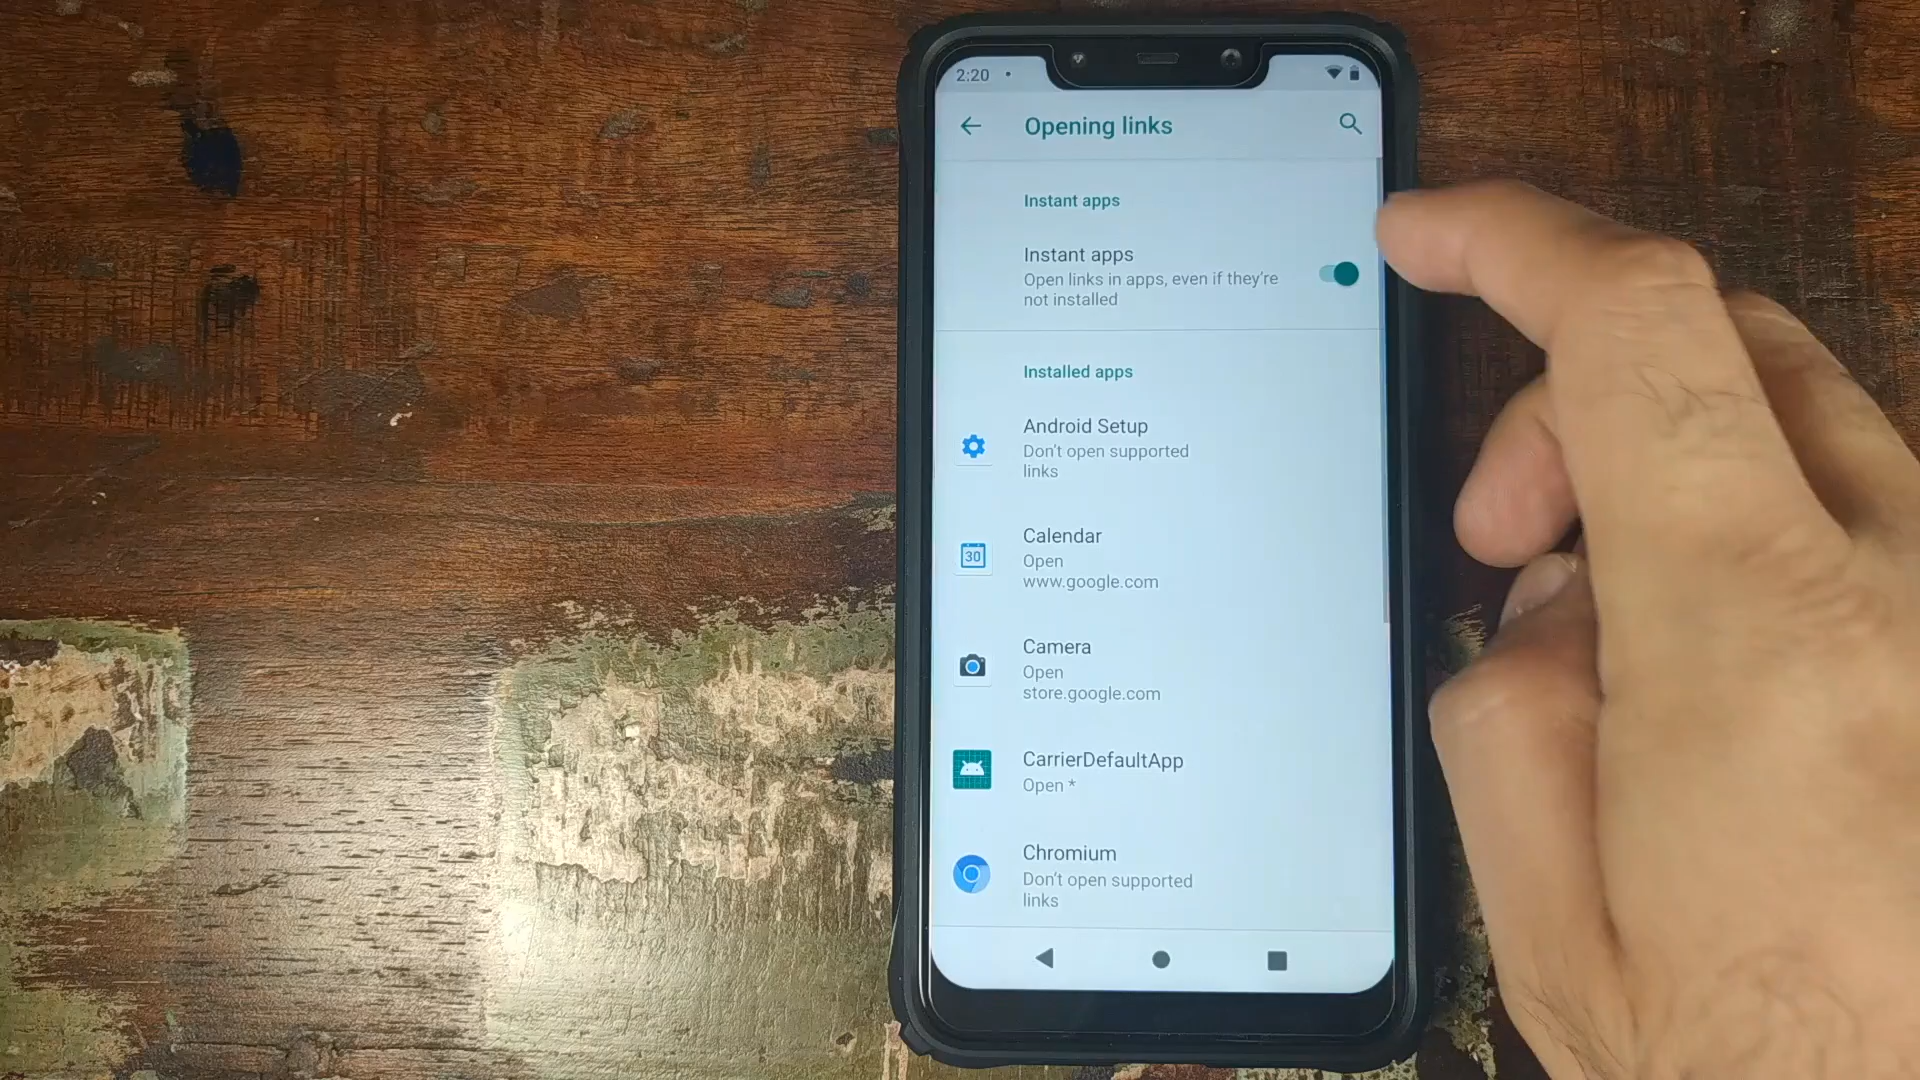 2:20
Opening links
Instant apps
Instant apps
Open links in apps, even if they're
not installed
Installed apps
Android Setup
Don't open supported
links
30
Calendar
Open
www.google.com
Camera
Open
store.google.com
CarrierDefaultApp
Open *
Chromium
Don't open supported
links